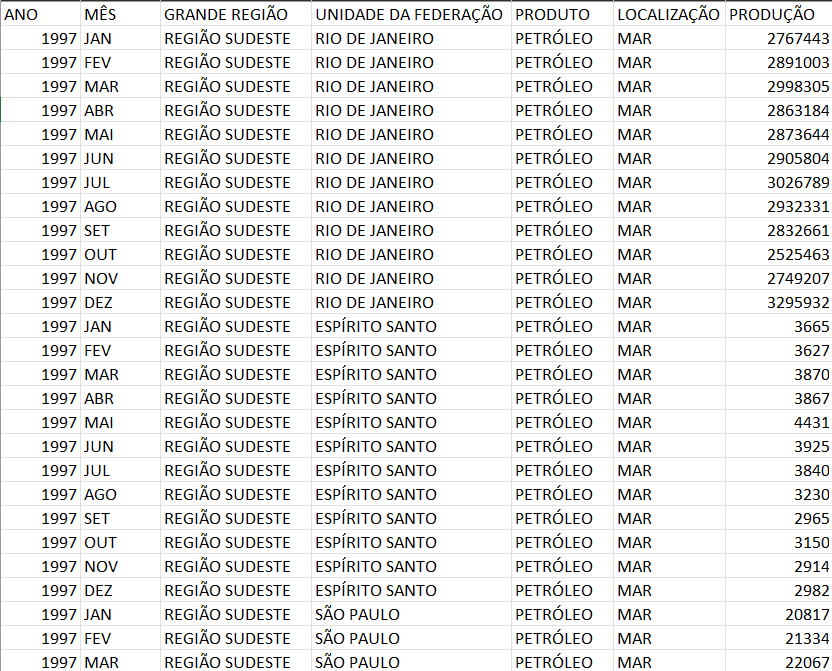 ANO MÊS GRANDE REGIÃO UNIDADE DA FEDERAÇÃO PRODUTO LOCALIZAÇÃO PRODUÇÃO
1997 JAN REGIÃO SUDESTE RIO DE JANEIRO PETRÓLEO MAR 2767443
1997 FEV REGIÃO SUDESTE RIO DE JANEIRO PETRÓLEO MAR 2891003
1997 MAR REGIÃO SUDESTE RIO DE JANEIRO PETRÓLEO MAR 2998305
1997 ABR REGIÃO SUDESTE RIO DE JANEIRO PETRÓLEO MAR 2863184
1997 MAI REGIÃO SUDESTE RIO DE JANEIRO PETRÓLEO MAR 2873644
1997 JUN REGIÃO SUDESTE RIO DE JANEIRO PETRÓLEO MAR 2905804
1997 JUL REGIÃO SUDESTE RIO DE JANEIRO PETRÓLEO MAR 3026789
1997 AGO REGIÃO SUDESTE RIO DE JANEIRO PETRÓLEO MAR 2932331
1997 SET REGIÃO SUDESTE RIO DE JANEIRO PETRÓLEO MAR 2832661
1997 OUT REGIÃO SUDESTE RIO DE JANEIRO PETRÓLEO MAR 2525463
1997 NOV REGIÃO SUDESTE RIO DE JANEIRO PETRÓLEO MAR 2749207
1997 DEZ REGIÃO SUDESTE RIO DE JANEIRO PETRÓLEO MAR 3295932
1997 JAN REGIÃO SUDESTE ESPÍRITO SANTO PETRÓLEO MAR 3665
1997 FEV REGIÃO SUDESTE ESPÍRITO SANTO PETRÓLEO MAR 3627
1997 MAR REGIÃO SUDESTE ESPÍRITO SANTO PETRÓLEO MAR 3870
1997 ABR REGIÃO SUDESTE ESPÍRITO SANTO PETRÓLEO MAR 3867
1997 MAI REGIÃO SUDESTE ESPÍRITO SANTO PETRÓLEO MAR 4431
1997 JUN REGIÃO SUDESTE ESPÍRITO SANTO PETRÓLEO MAR 3925
1997 JUL REGIÃO SUDESTE ESPÍRITO SANTO PETRÓLEO MAR 3840
1997 AGO REGIÃO SUDESTE ESPÍRITO SANTO PETRÓLEO MAR 3230
1997 SET REGIÃO SUDESTE ESPÍRITO SANTO PETRÓLEO MAR 2965
1997 OUT REGIÃO SUDESTE ESPÍRITO SANTO PETRÓLEO MAR 3150
1997 NOV REGIÃO SUDESTE ESPÍRITO SANTO PETRÓLEO MAR 2914
1997 DEZ REGIÃO SUDESTE ESPÍRITO SANTO PETRÓLEO MAR 2982
1997 JAN REGIÃO SUDESTE SÃO PAULO PETRÓLEO MAR 20817
1997 FEV REGIÃO SUDESTE SÃO PAULO PETRÓLEO MAR 21334
1997 MAR REGIÃO SUDESTE SÃO PAULO PETRÓLEO MAR 22067